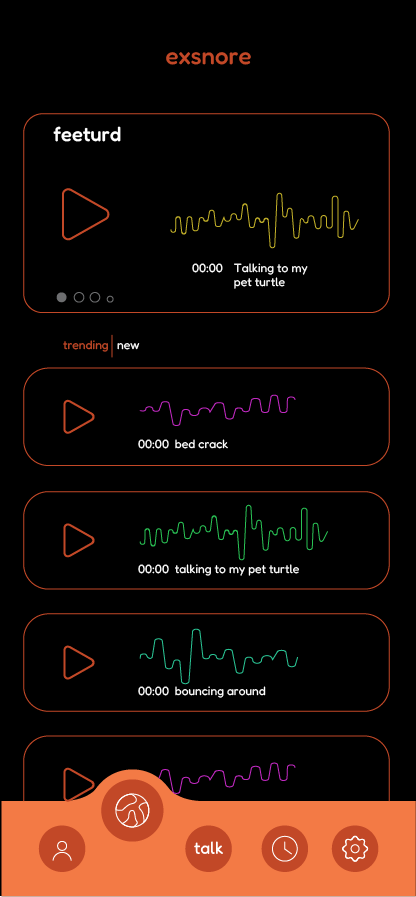 exsnore
feeturd
00:00 Talking to my
pet turtle
trending new
00:00 bed crack
00:00 talking to my pet turtle
00:00 bouncing around
talk